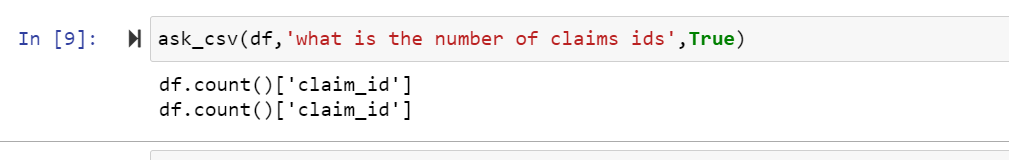 In [9]: ask_csv(df,'what is the number of claims ids',True)
df.count()['claim_id']
df.count()['claim_id']